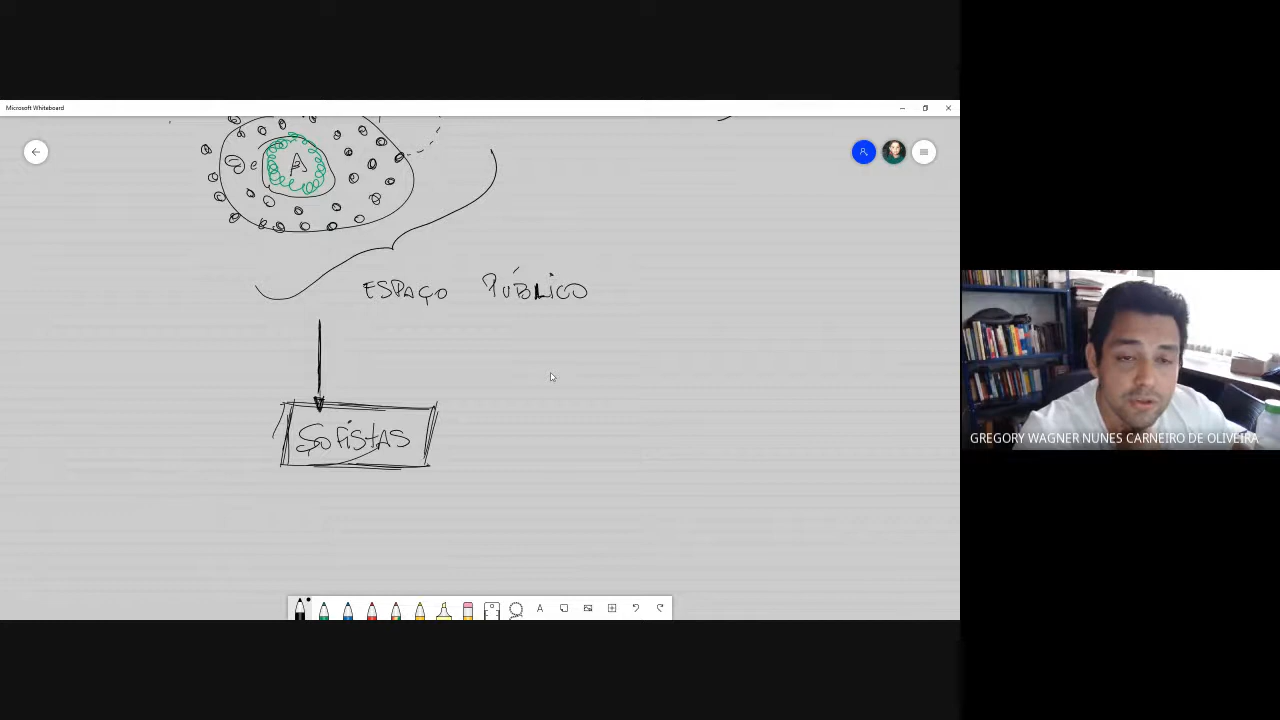 Microsoft Whiteboard
A
e
ESPAÇO PÚBLICO
SOFISTAS
GREGORY WAGNER NUNES CARNEIRO DE OLIVEIRA
A